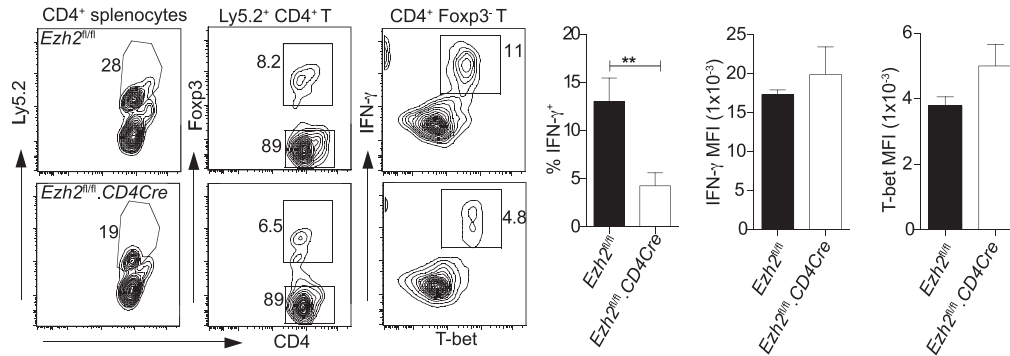 CD4⁺ splenocytes
Ly5.2⁺ CD4⁺ T
CD4⁺ Foxp3⁻ T
Ezh2fl/fl
28
8.2
89
11
Ly5.2
Foxp3
IFN-γ
Ezh2fl/fl.CD4Cre
19
6.5
89
4.8
CD4
T-bet
% IFN-γ⁺
20
15
10
5
0
**
Ezh2fl/fl
Ezh2fl/fl.CD4Cre
IFN-γ MFI (1x10⁻³)
25
20
15
10
5
0
Ezh2fl/fl
Ezh2fl/fl.CD4Cre
T-bet MFI (1x10⁻³)
6
4
2
0
Ezh2fl/fl
Ezh2fl/fl.CD4Cre